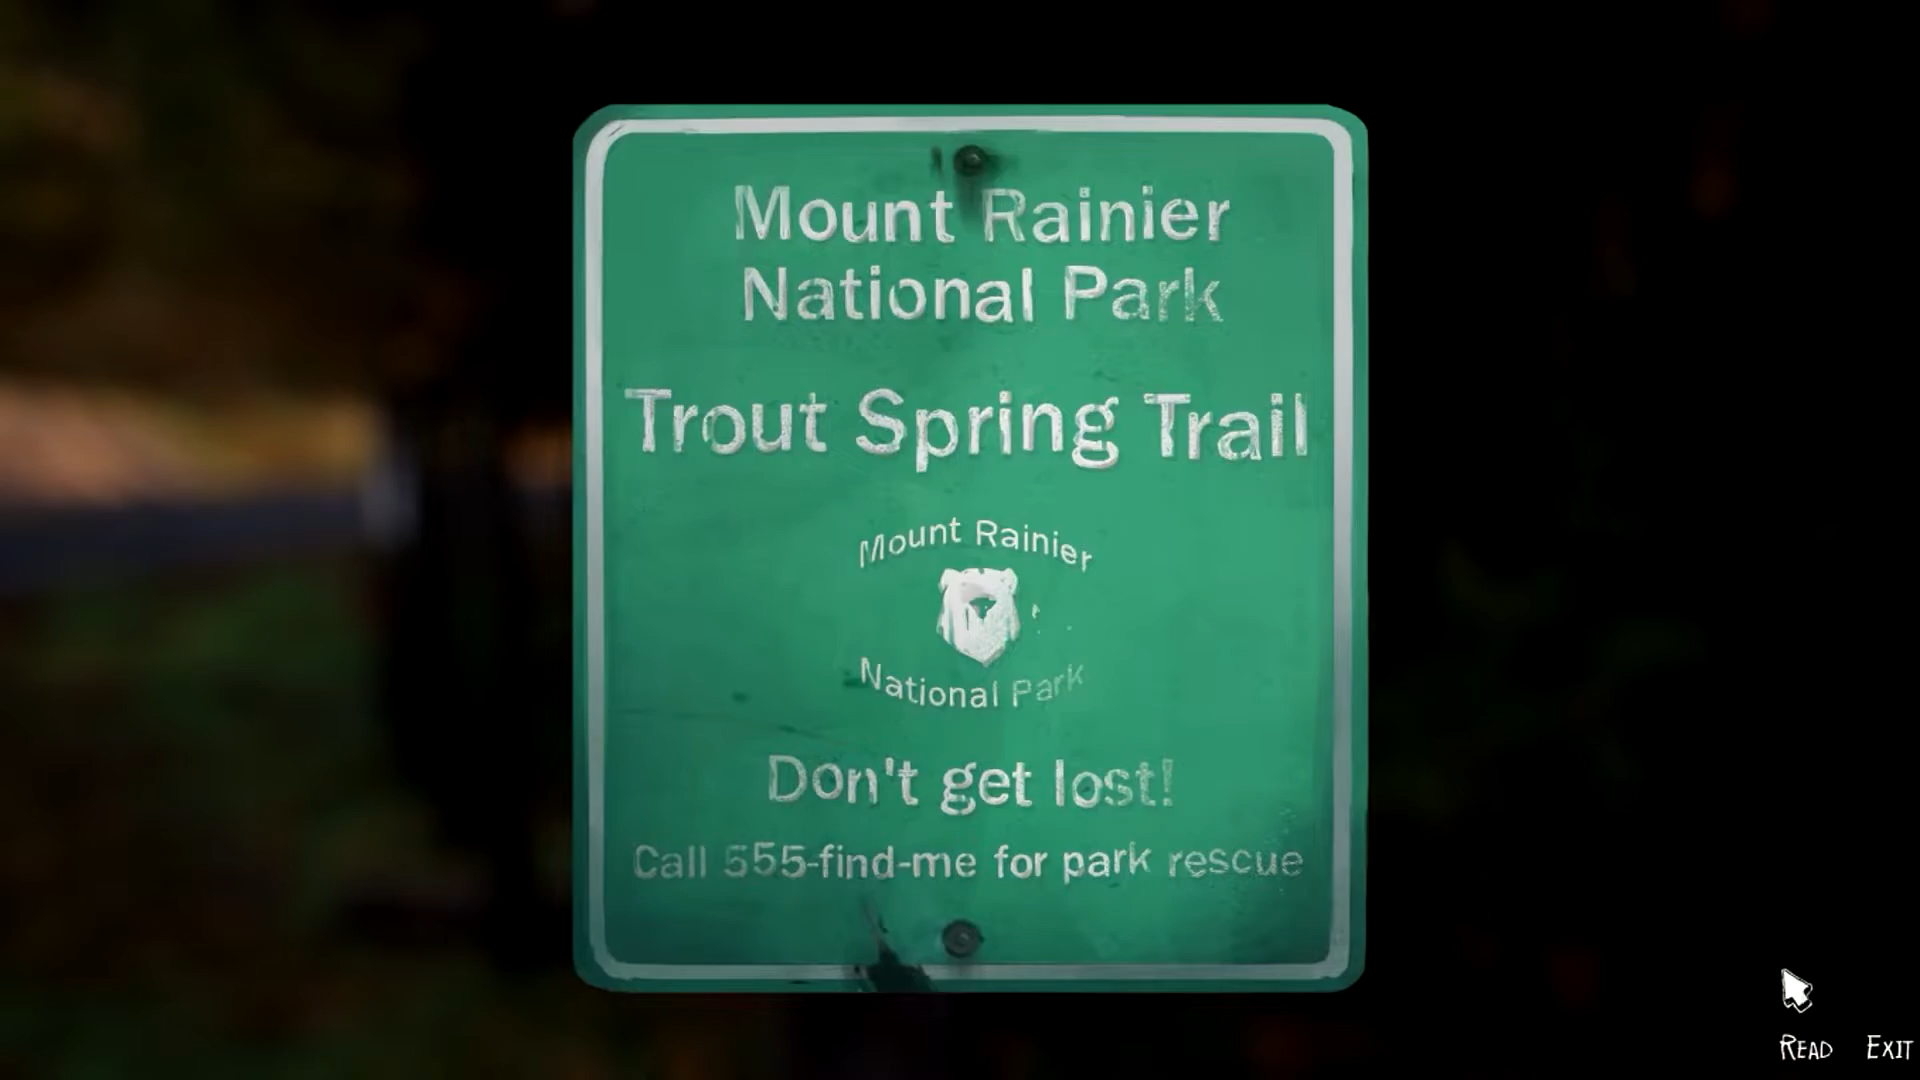 Mount Rainier
National Park
Trout Spring Trail
Mount Rainier
National Park
Don't get lost!
Call 555-find-me for park rescue
READ EXIT